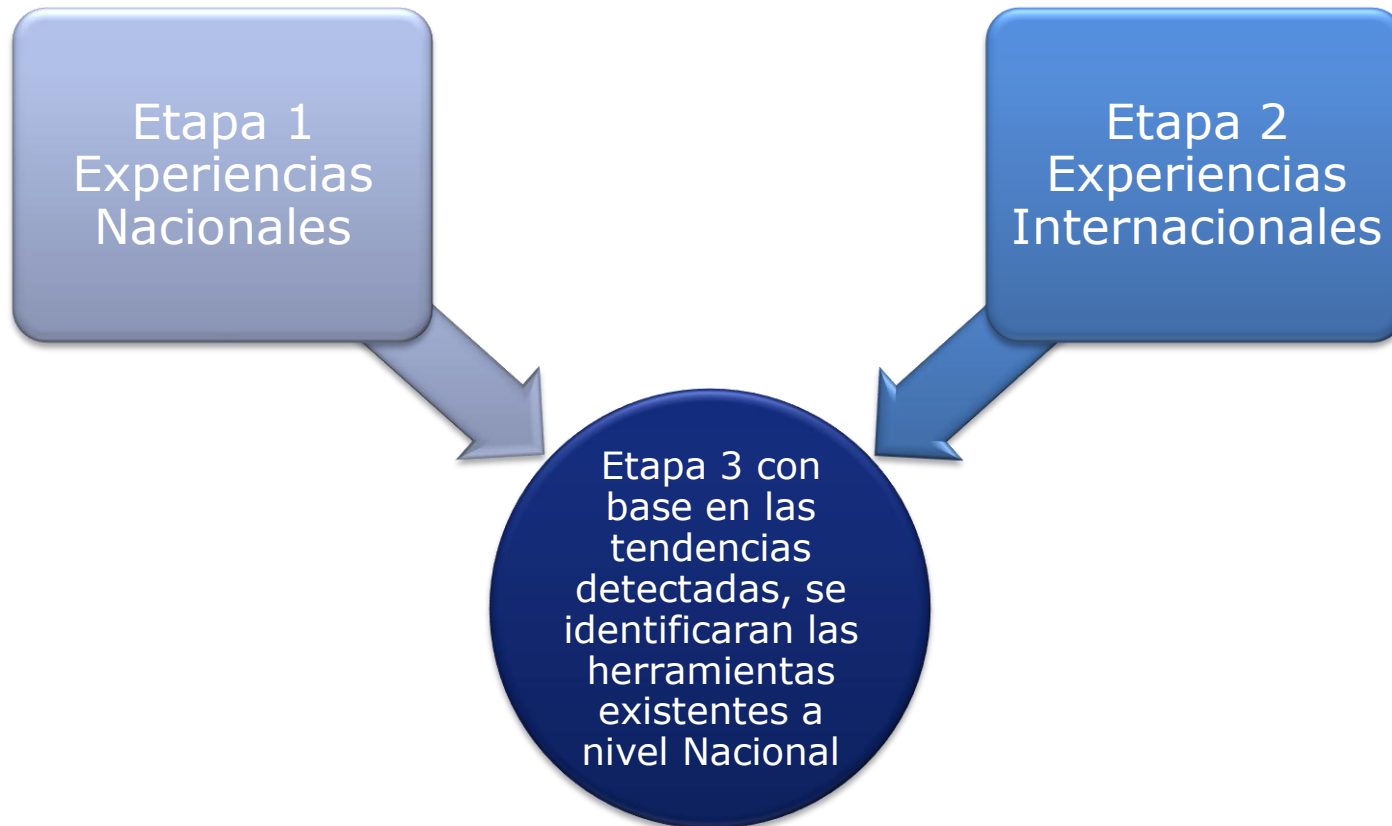 Etapa 1
Experiencias
Nacionales
Etapa 2
Experiencias
Internacionales
Etapa 3 con
base en las
tendencias
detectadas, se
identificaran las
herramientas
existentes a
nivel Nacional